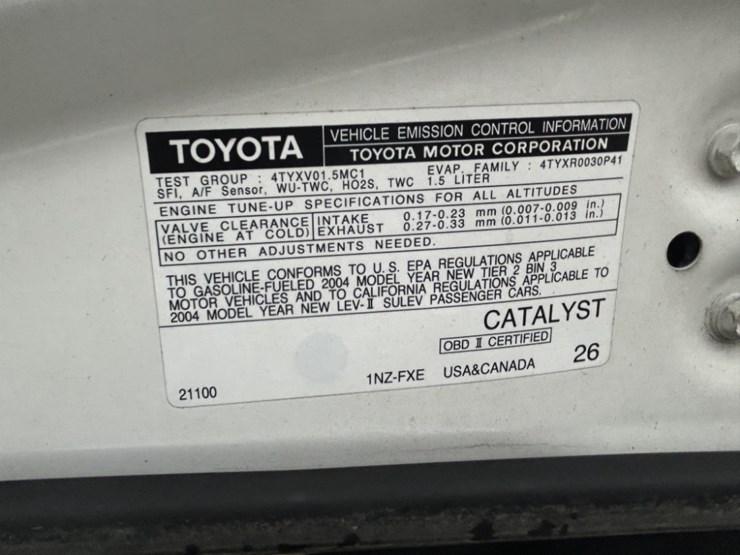 TOYOTA
VEHICLE EMISSION CONTROL INFORMATION
TOYOTA MOTOR CORPORATION
TEST GROUP : 4TYXV01.5MC1 EVAP. FAMILY : 4TYXR0030P41
SFI, A/F Sensor, WU-TWC, HO2S, TWC 1.5 LITER
ENGINE TUNE-UP SPECIFICATIONS FOR ALL ALTITUDES
VALVE CLEARANCE INTAKE 0.17-0.23 mm (0.007-0.009 in.)
(ENGINE AT COLD) EXHAUST 0.27-0.33 mm (0.011-0.013 in.)
NO OTHER ADJUSTMENTS NEEDED.
THIS VEHICLE CONFORMS TO U.S. EPA REGULATIONS APPLICABLE
TO GASOLINE-FUELED 2004 MODEL YEAR NEW TIER 2 BIN 3
MOTOR VEHICLES AND TO CALIFORNIA REGULATIONS APPLICABLE TO
2004 MODEL YEAR NEW LEV-II SULEV PASSENGER CARS.
CATALYST
OBD II CERTIFIED
21100 1NZ-FXE USA&CANADA 26